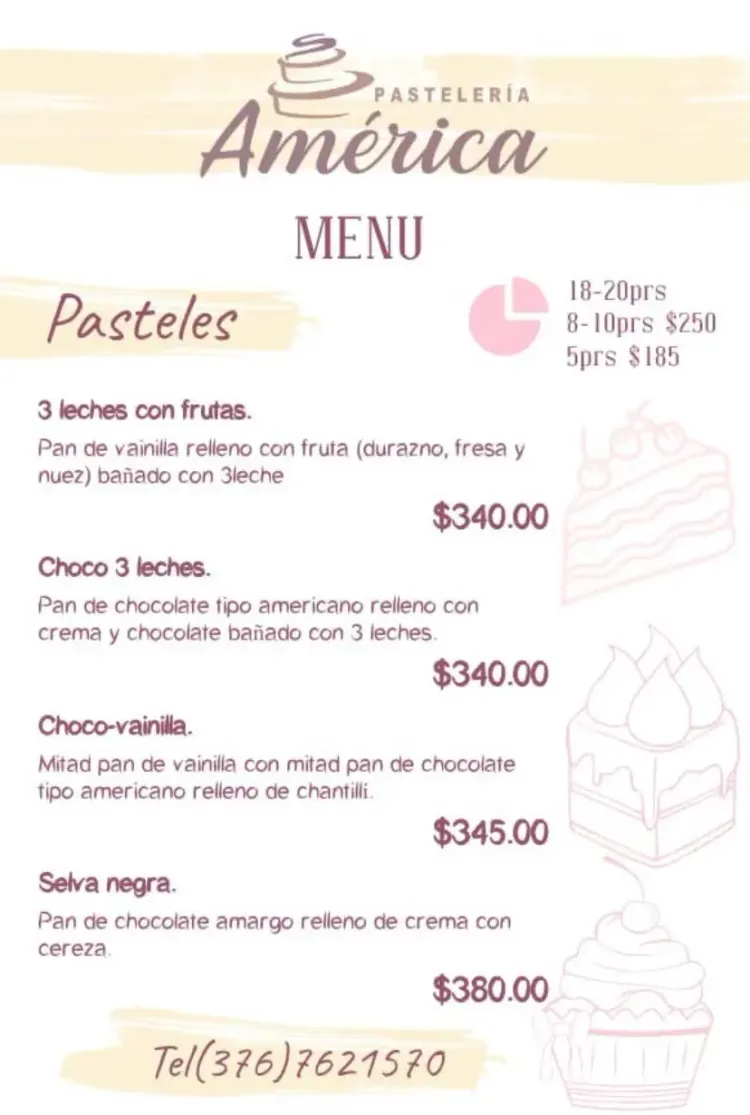 PASTELERÍA
América
MENU
Pasteles
18-20prs
8-10prs $250
5prs $185
3 leches con frutas.
Pan de vainilla relleno con fruta (durazno, fresa y
nuez) bañado con 3leche
$340.00
Choco 3 leches.
Pan de chocolate tipo americano relleno con
crema y chocolate bañado con 3 leches.
$340.00
Choco-vainilla.
Mitad pan de vainilla con mitad pan de chocolate
tipo americano relleno de chantilli.
$345.00
Selva negra.
Pan de chocolate amargo relleno de crema con
cereza.
$380.00
Tel(376)7621570